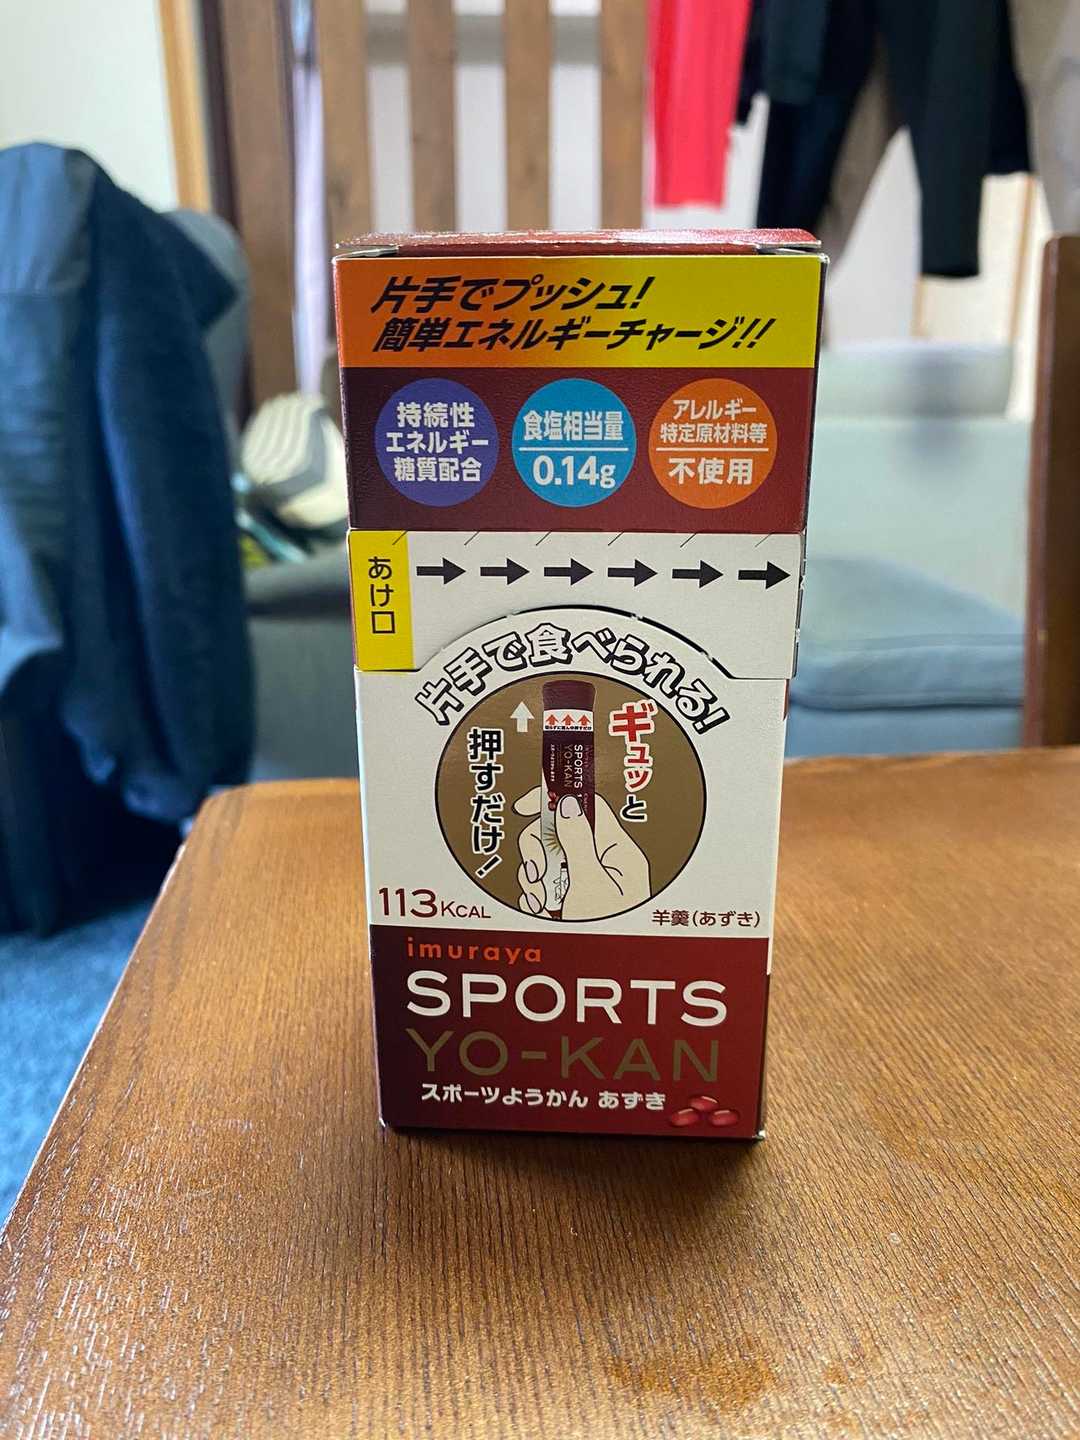 片手でプッシュ!
簡単エネルギーチャージ!!
持続性
エネルギー
糖質配合
食塩相当量
0.14g
アレルギー
特定原材料等
不使用
あけ口
片手で食べられる!
ギュッと
押すだけ!
SPORTS
YO-KAN
113KCAL
羊羹(あずき)
imuraya
SPORTS
YO-KAN
スポーツようかん あずき